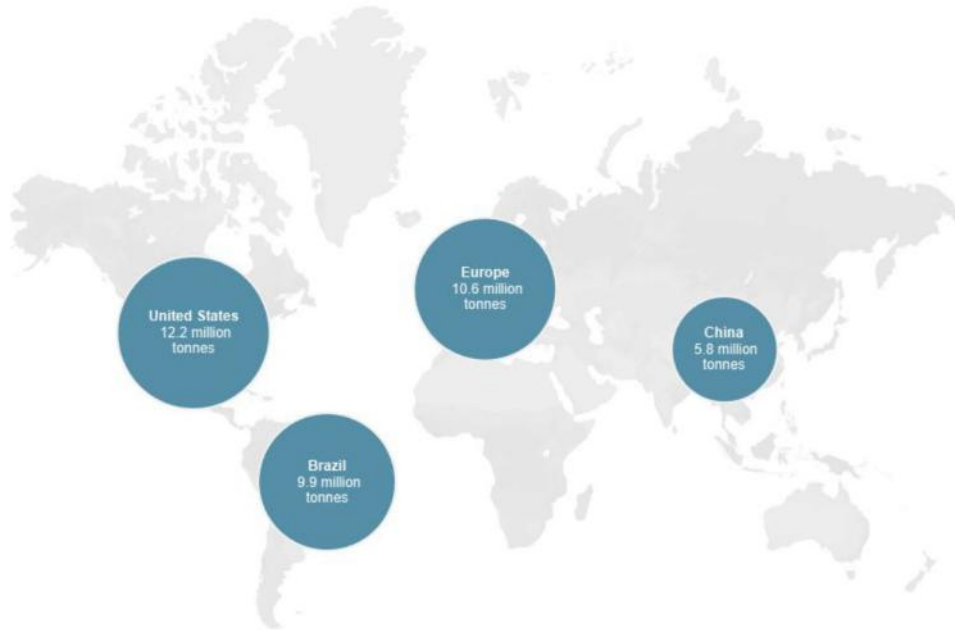 United States
12.2 million
tonnes
Europe
10.6 million
tonnes
China
5.8 million
tonnes
Brazil
9.9 million
tonnes